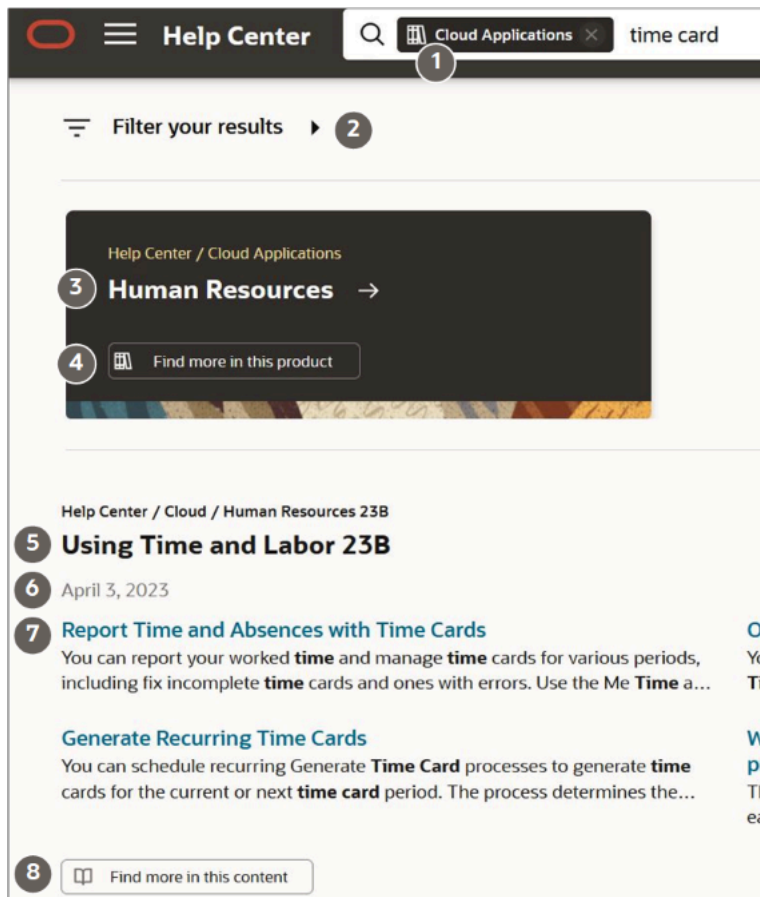 Help Center Cloud Applications time card
1
Filter your results 2
Help Center / Cloud Applications
3 Human Resources →
4 Find more in this product
Help Center / Cloud / Human Resources 23B
5 Using Time and Labor 23B
6 April 3, 2023
7 Report Time and Absences with Time Cards
You can report your worked time and manage time cards for various periods,
including fix incomplete time cards and ones with errors. Use the Me Time a...
Generate Recurring Time Cards
You can schedule recurring Generate Time Card processes to generate time
cards for the current or next time card period. The process determines the...
8 Find more in this content